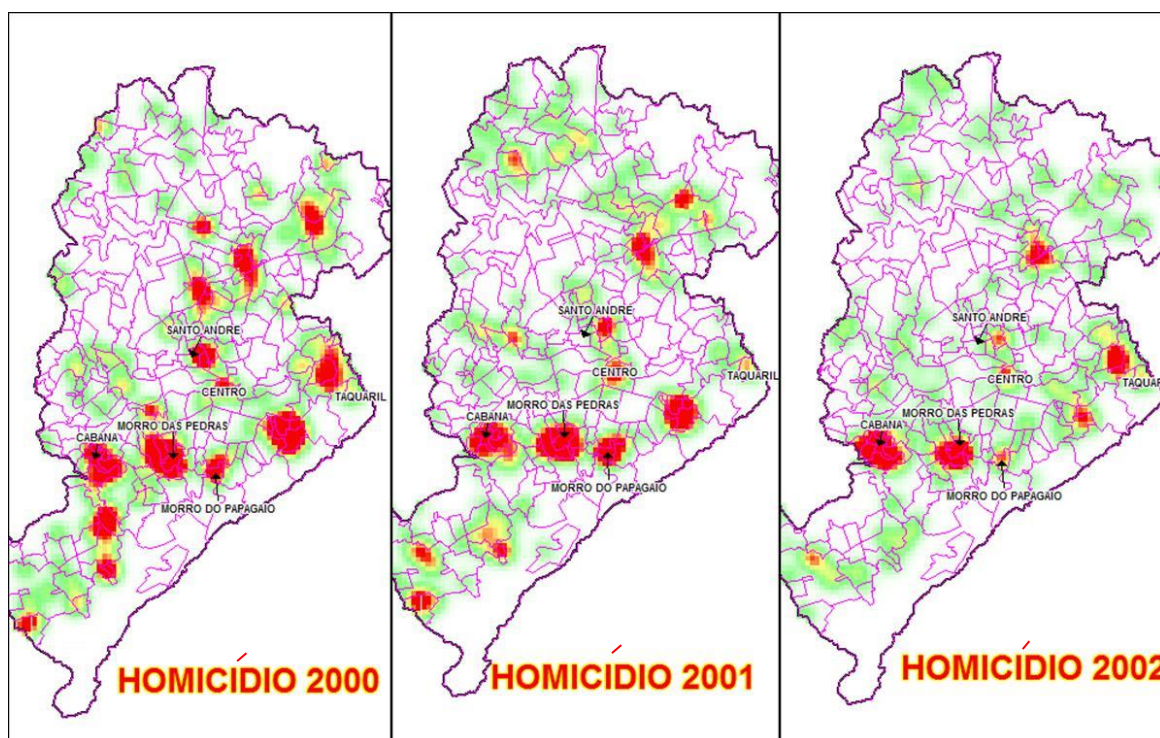 SANTO ANDRE
CENTRO
TAQUARIL
MORRO DAS PEDRAS
CABANA
MORRO DO PAPAGAIO
HOMICÍDIO 2000
SANTO ANDRE
CENTRO
TAQUARIL
MORRO DAS PEDRAS
CABANA
MORRO DO PAPAGAIO
HOMICÍDIO 2001
SANTO ANDRE
CENTRO
TAQUA
MORRO DAS PEDRAS
CABANA
MORRO DO PAPAGAIO
HOMICÍDIO 2002